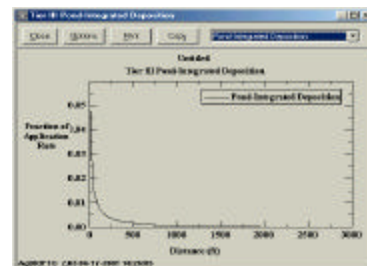 Tier III Pond-Integrated Deposition
Close Options Print Copy Pond-Integrated Deposition
Untitled
Tier III Pond-Integrated Deposition
Pond-Integrated Deposition
Fraction of
Application
Rate
0.05
0.04
0.03
0.02
0.01
0.00
0 500 1000 1500 2000 2500 3000
Distance (ft)